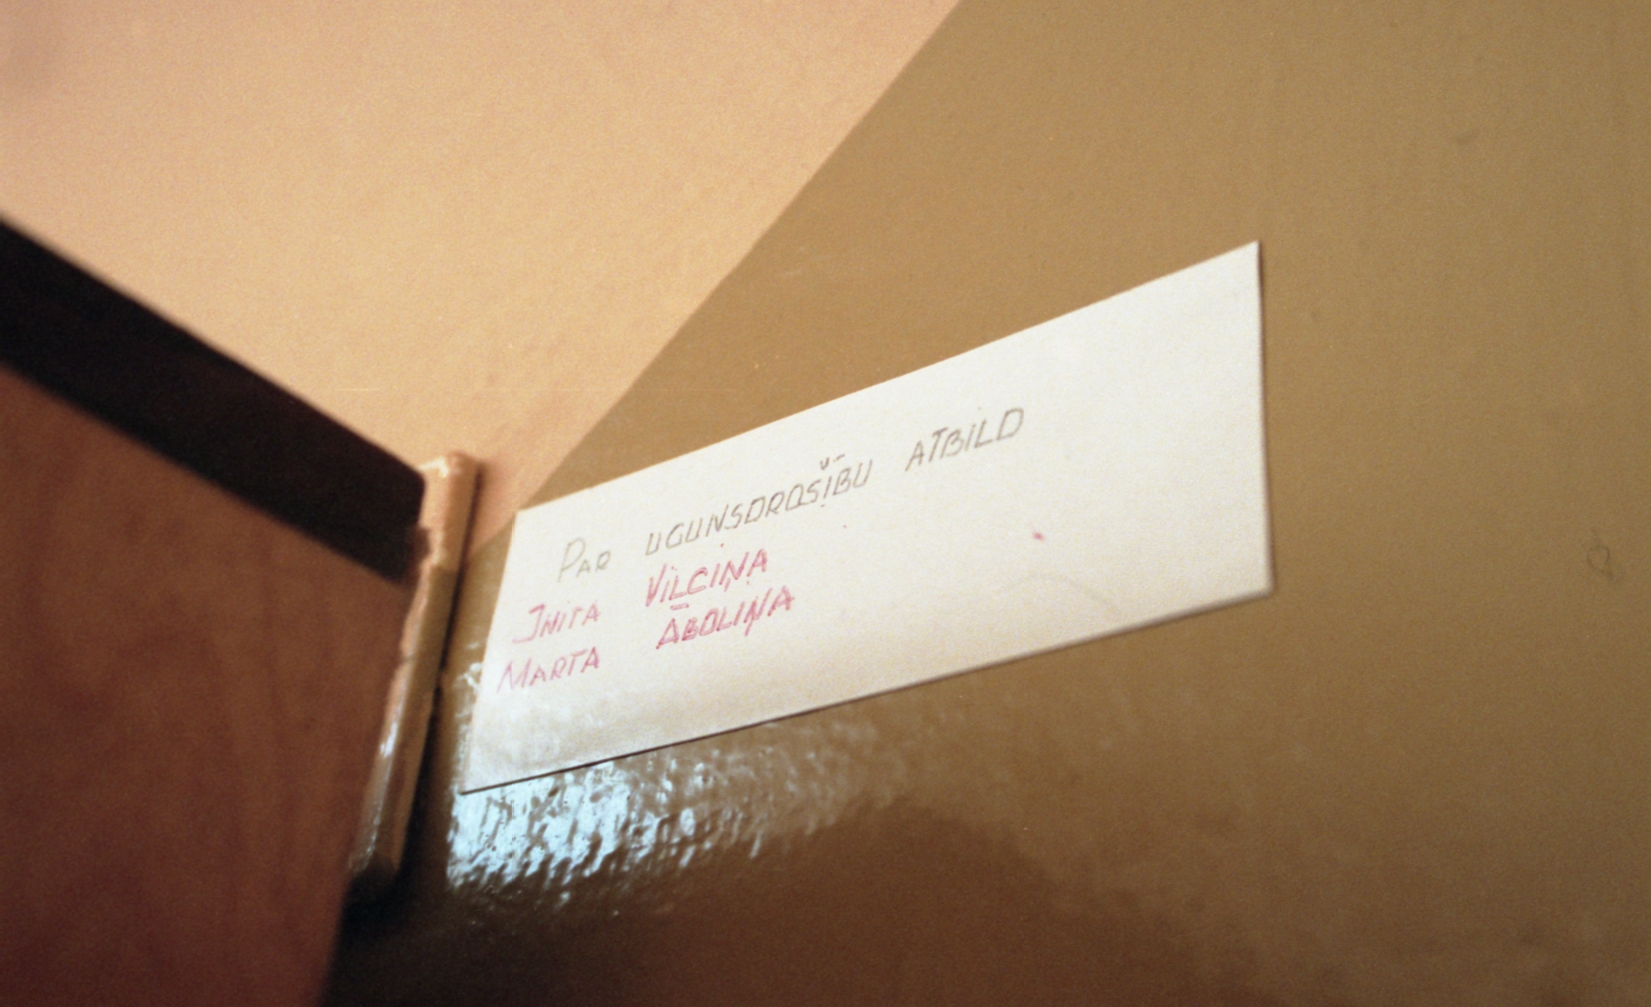 PAR UGUNSDROŠĪBU ATBILD
INITA VILCIŅA
MARTA ĀBOLIŅA